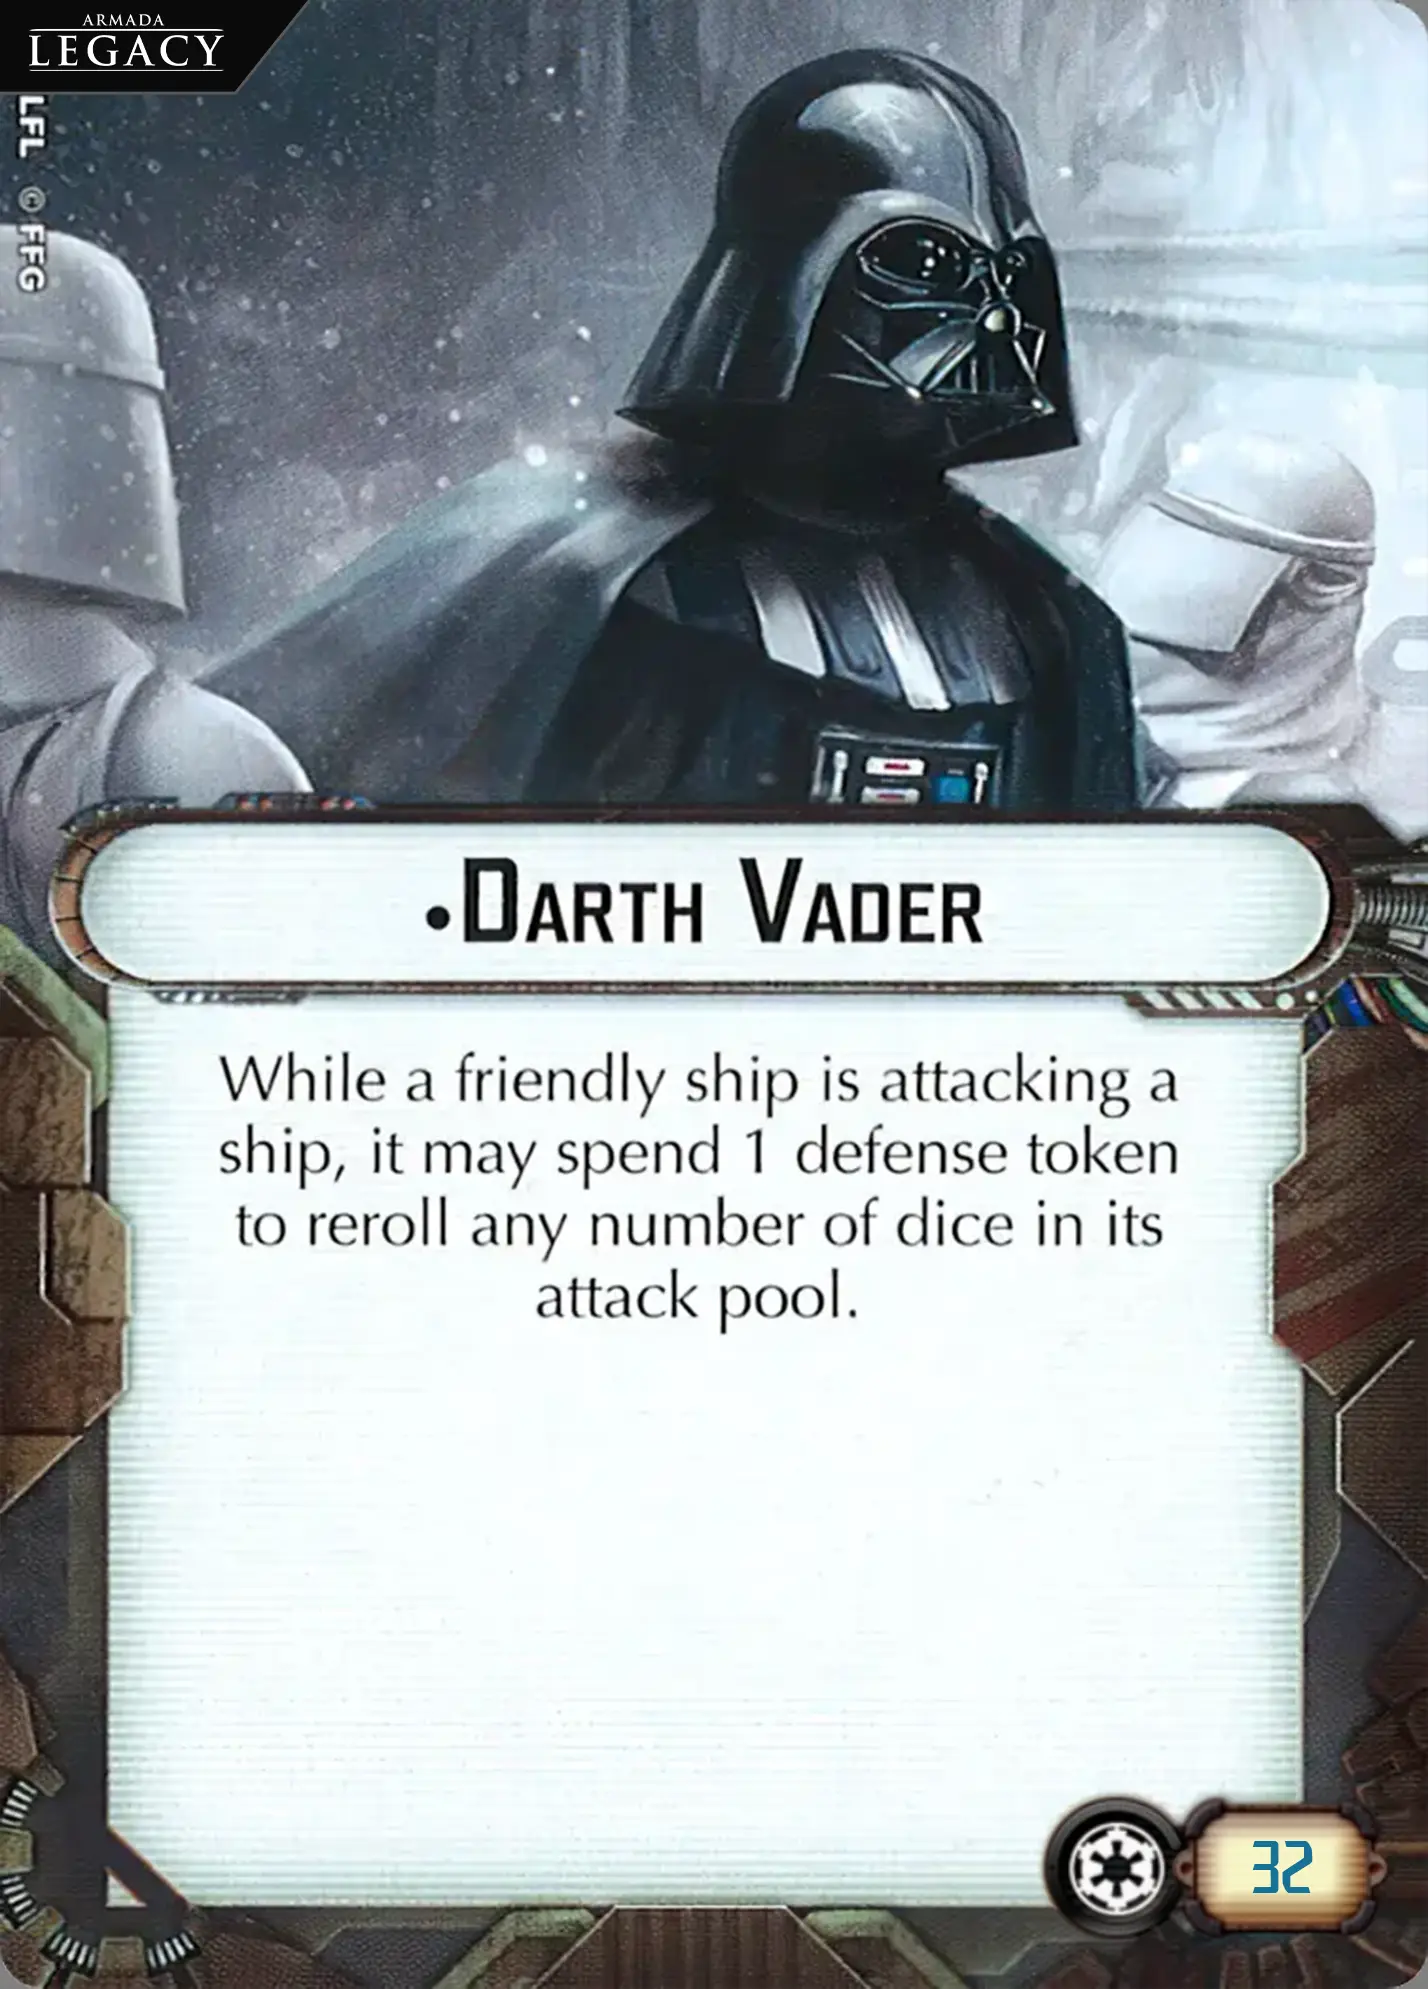 ARMADA
LEGACY
LFL © FFG
•DARTH VADER
While a friendly ship is attacking a
ship, it may spend 1 defense token
to reroll any number of dice in its
attack pool.
32